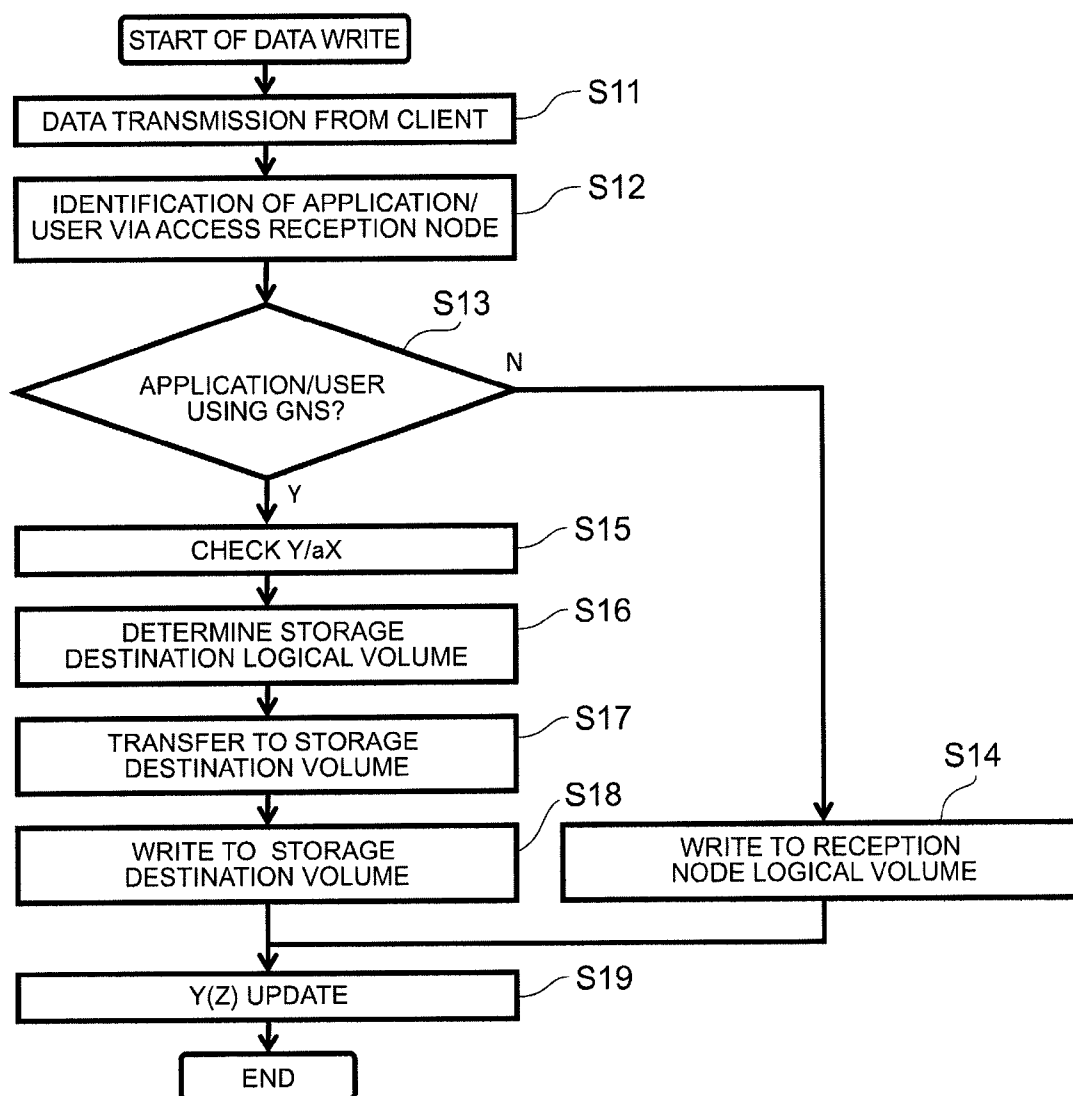 START OF DATA WRITE
S11
DATA TRANSMISSION FROM CLIENT
S12
IDENTIFICATION OF APPLICATION/
USER VIA ACCESS RECEPTION NODE
S13
N
APPLICATION/USER
USING GNS?
Y
S15
CHECK Y/aX
S16
DETERMINE STORAGE
DESTINATION LOGICAL VOLUME
S17
TRANSFER TO STORAGE
DESTINATION VOLUME
S14
S18
WRITE TO STORAGE
DESTINATION VOLUME
WRITE TO RECEPTION
NODE LOGICAL VOLUME
S19
Y(Z) UPDATE
END